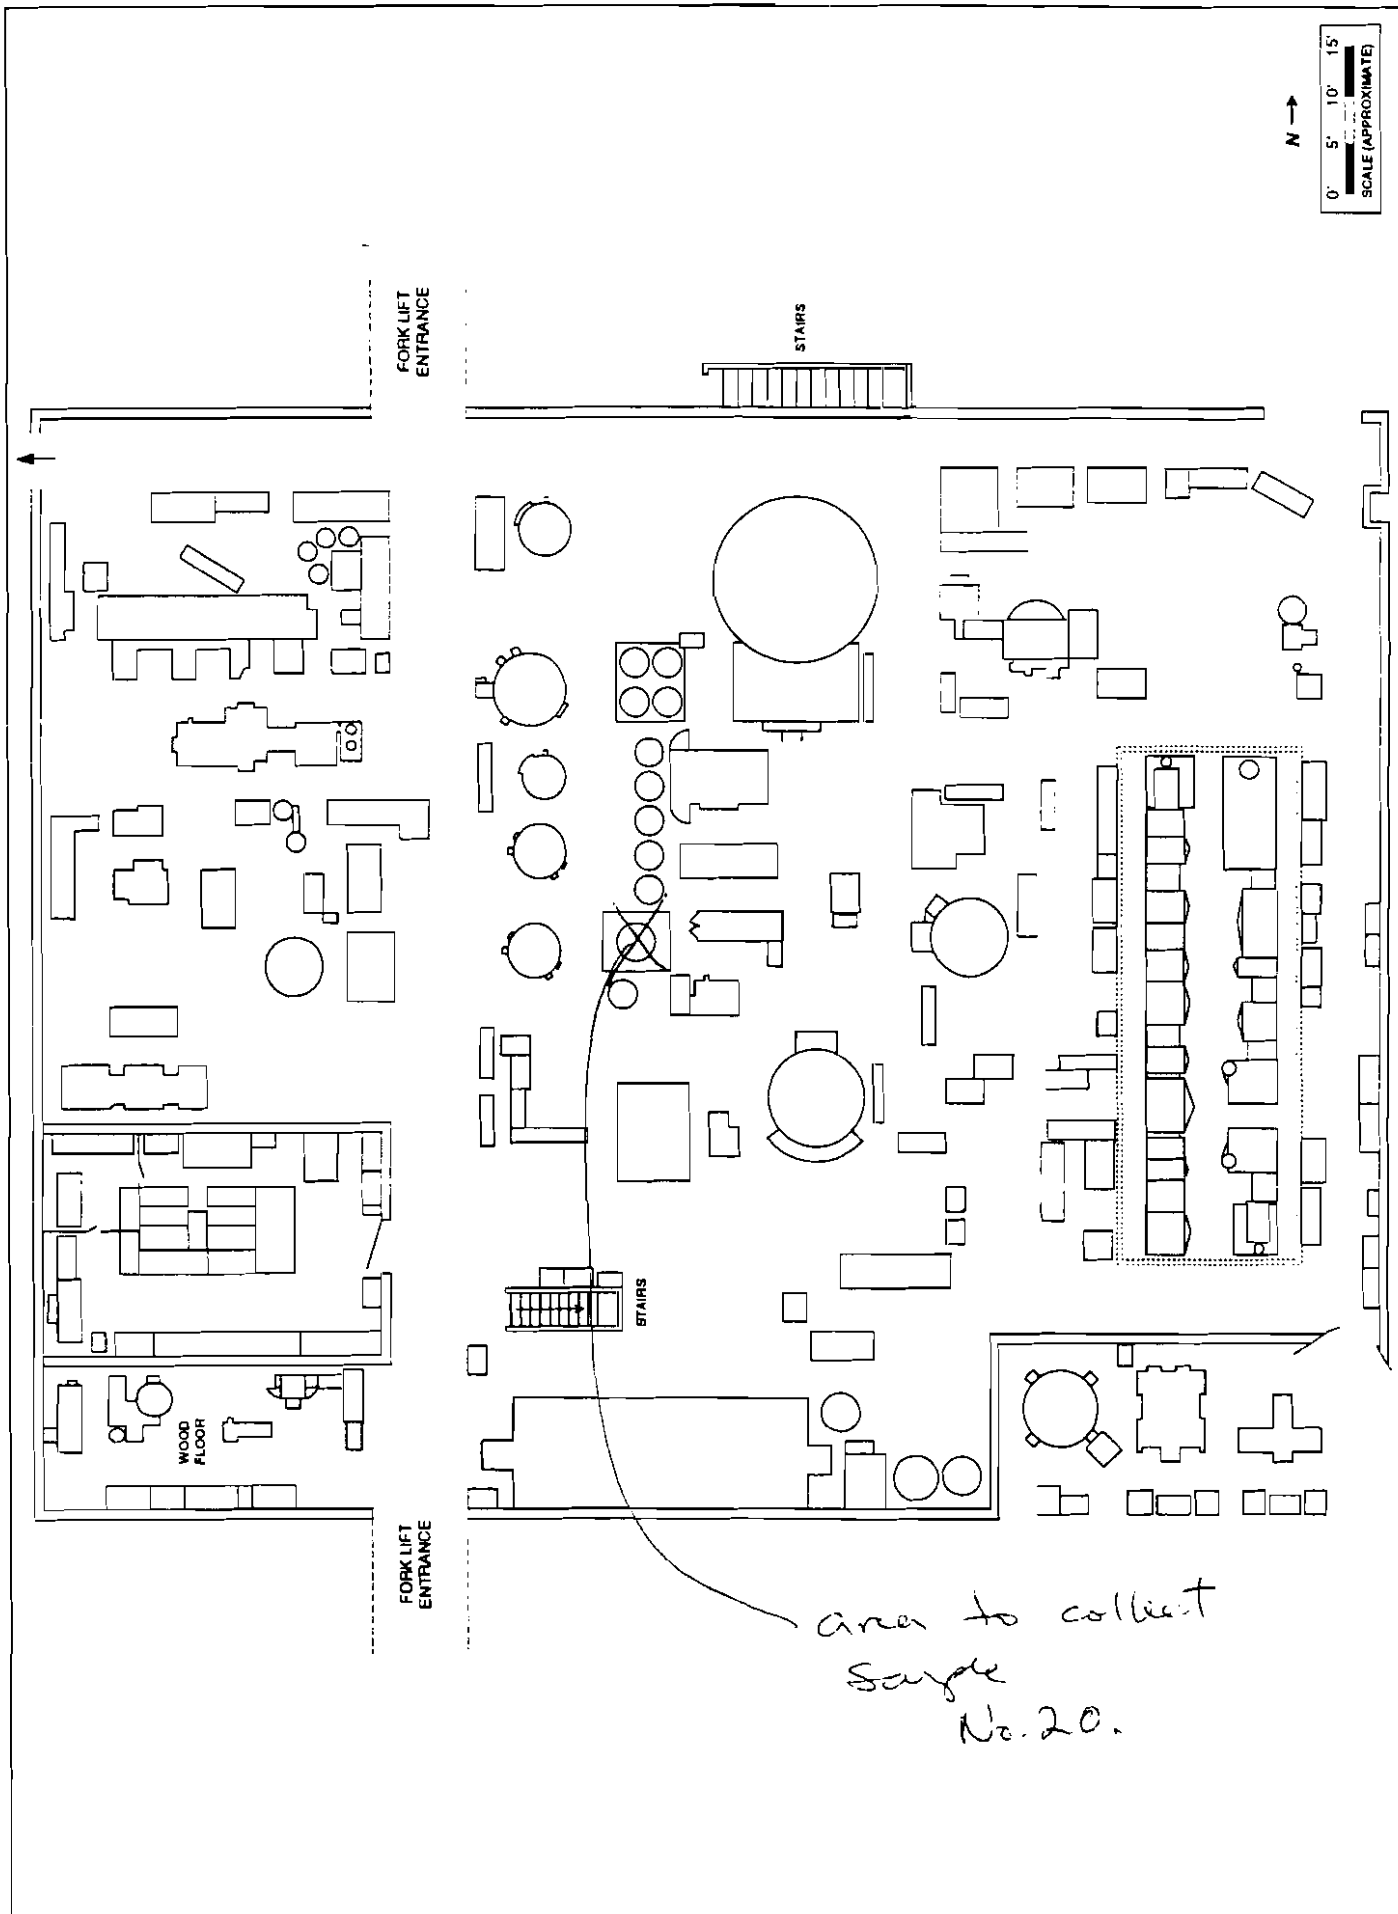 N
0' 5' 10' 15'
SCALE (APPROXIMATE)
FORK LIFT
ENTRANCE
STAIRS
STAIRS
WOOD
FLOOR
FORK LIFT
ENTRANCE
area to collect
Sample
No. 20.